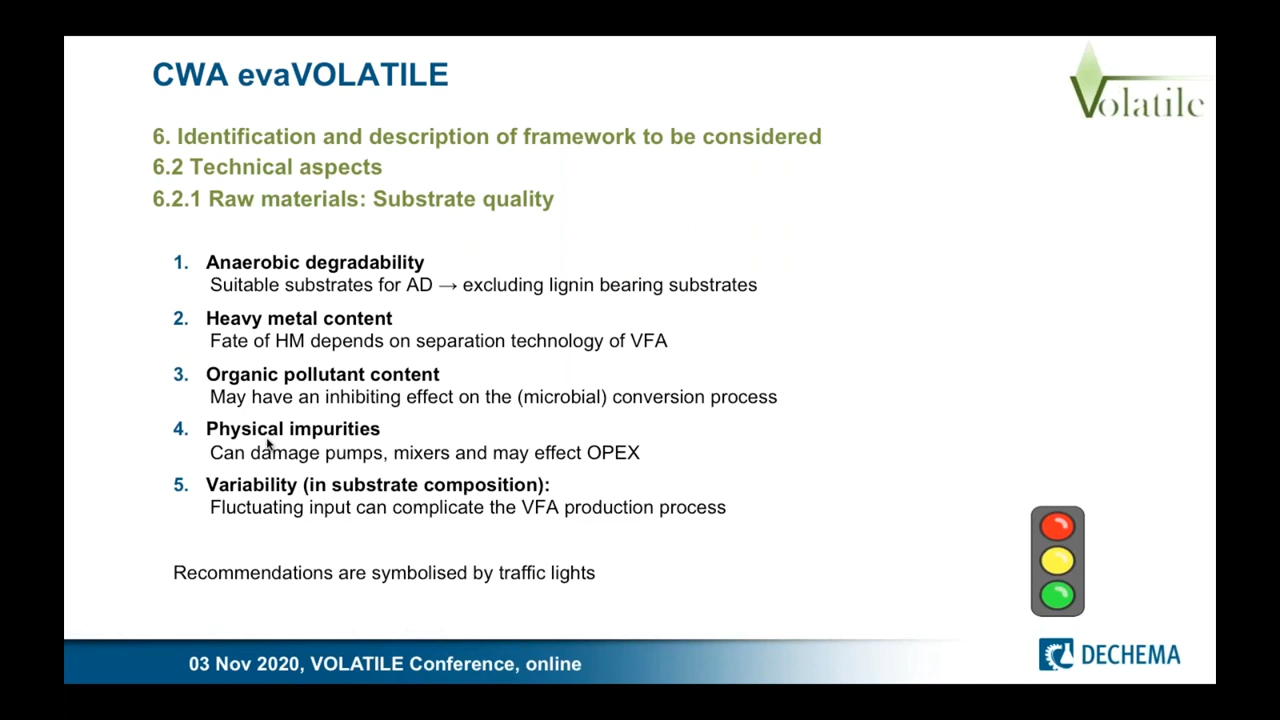 CWA evaVOLATILE
Volatile
6. Identification and description of framework to be considered
6.2 Technical aspects
6.2.1 Raw materials: Substrate quality
1. Anaerobic degradability
Suitable substrates for AD → excluding lignin bearing substrates
2. Heavy metal content
Fate of HM depends on separation technology of VFA
3. Organic pollutant content
May have an inhibiting effect on the (microbial) conversion process
4. Physical impurities
Can damage pumps, mixers and may effect OPEX
5. Variability (in substrate composition):
Fluctuating input can complicate the VFA production process
Recommendations are symbolised by traffic lights
03 Nov 2020, VOLATILE Conference, online
DECHEMA